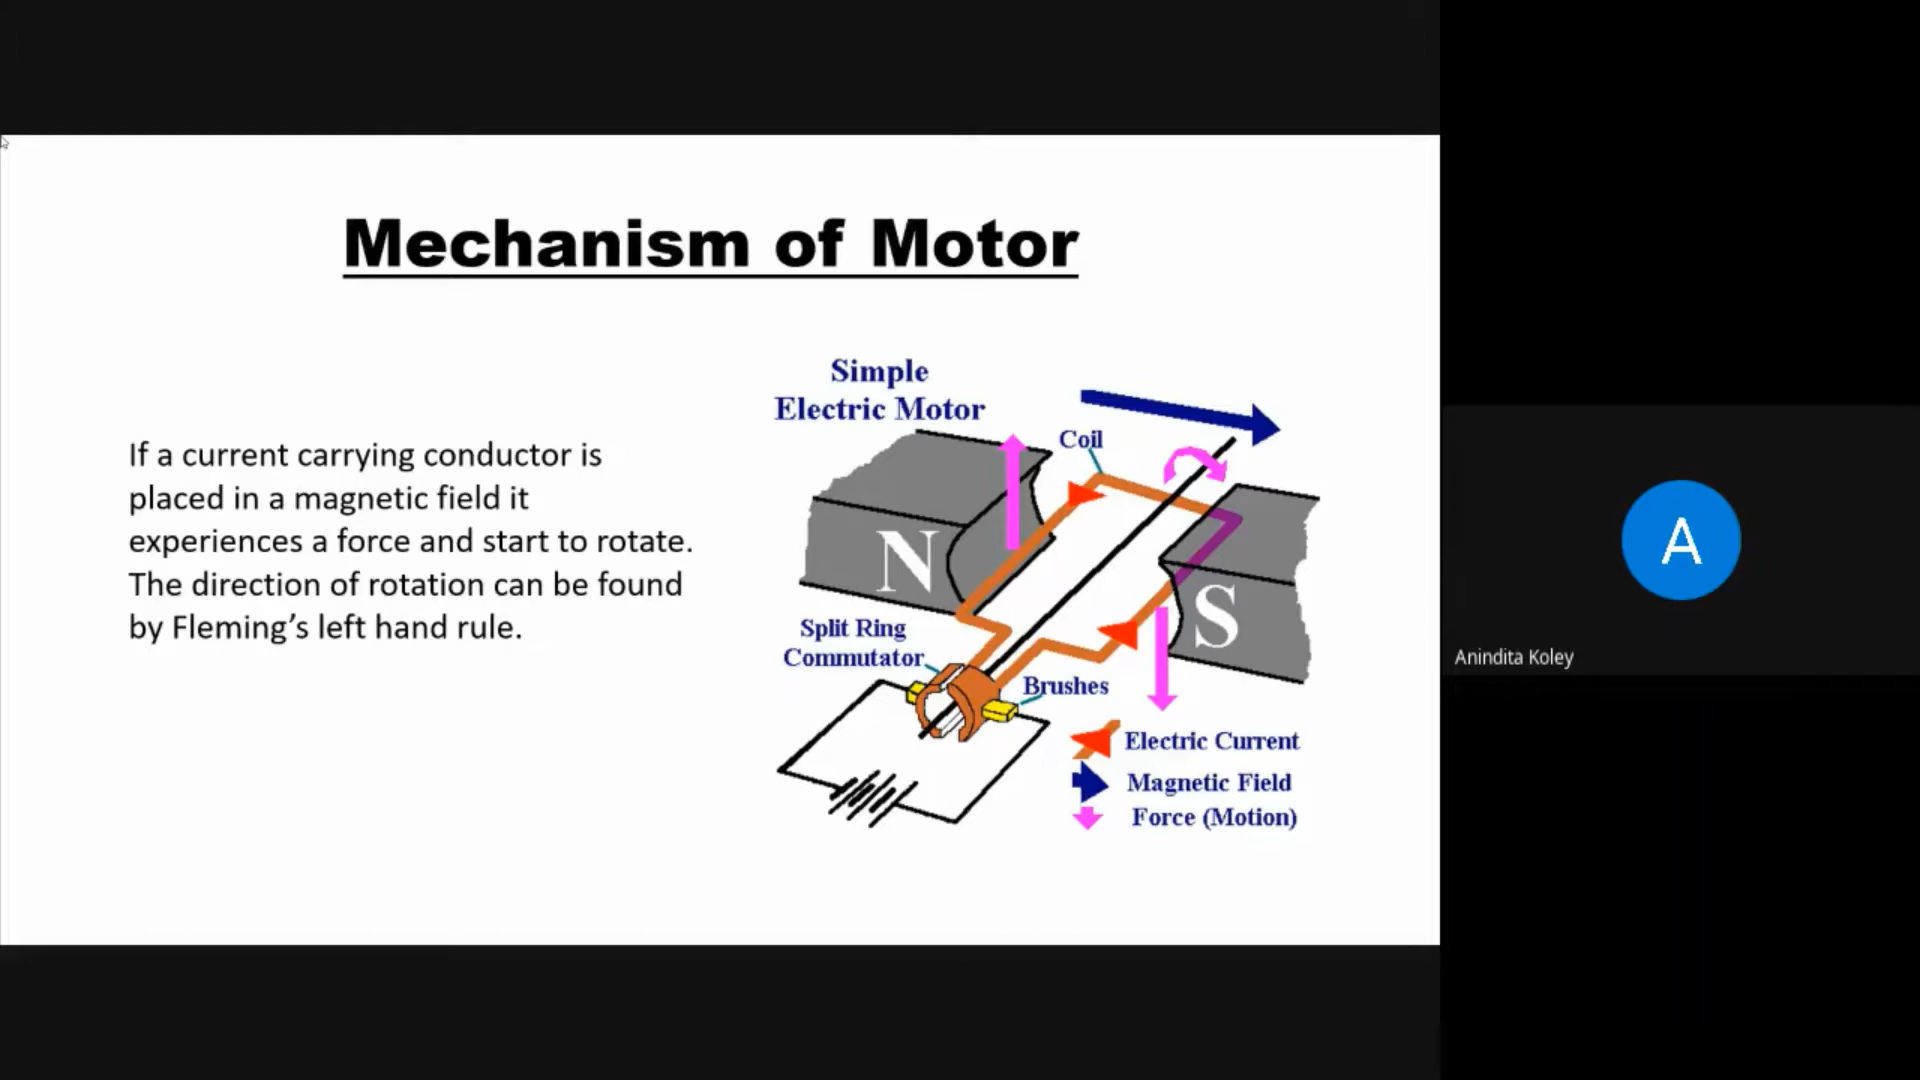 Mechanism of Motor
If a current carrying conductor is
placed in a magnetic field it
experiences a force and start to rotate.
The direction of rotation can be found
by Fleming’s left hand rule.
Simple
Electric Motor
Coil
N
S
Split Ring
Commutator
Brushes
Electric Current
Magnetic Field
Force (Motion)
A
Anindita Koley